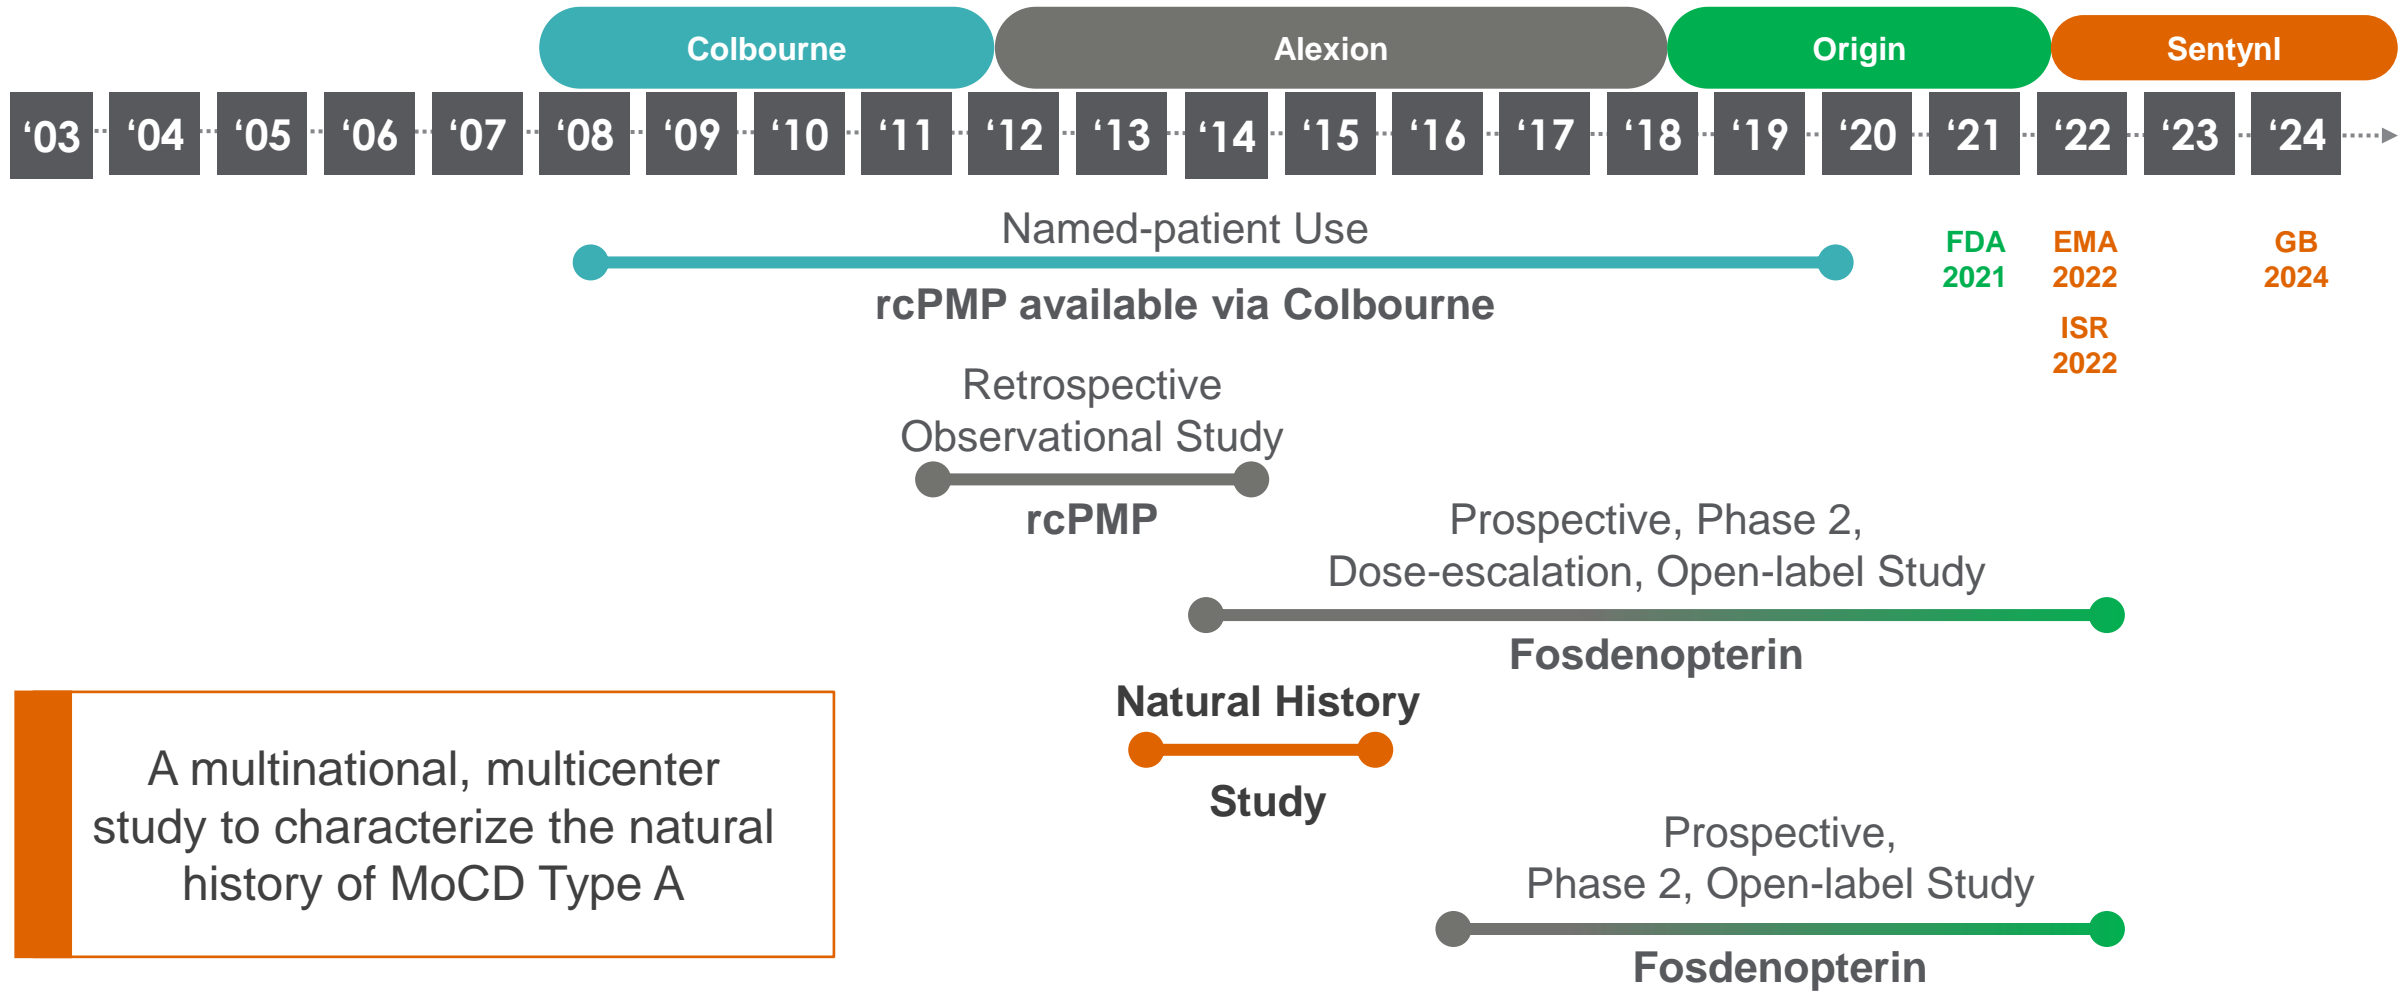 Colbourne
Alexion
Origin
Sentynl
‘03
‘04
‘05
‘06
‘07
‘08
‘09
‘10
‘11
‘12
‘13
‘14
‘15
‘16
‘17
‘18
‘19
‘20
‘21
‘22
‘23
‘24
Named-patient Use
rcPMP available via Colbourne
FDA
2021
EMA
2022
ISR
2022
GB
2024
Retrospective
Observational Study
rcPMP
Prospective, Phase 2,
Dose-escalation, Open-label Study
Fosdenopterin
Natural History
Study
A multinational, multicenter
study to characterize the natural
history of MoCD Type A
Prospective,
Phase 2, Open-label Study
Fosdenopterin